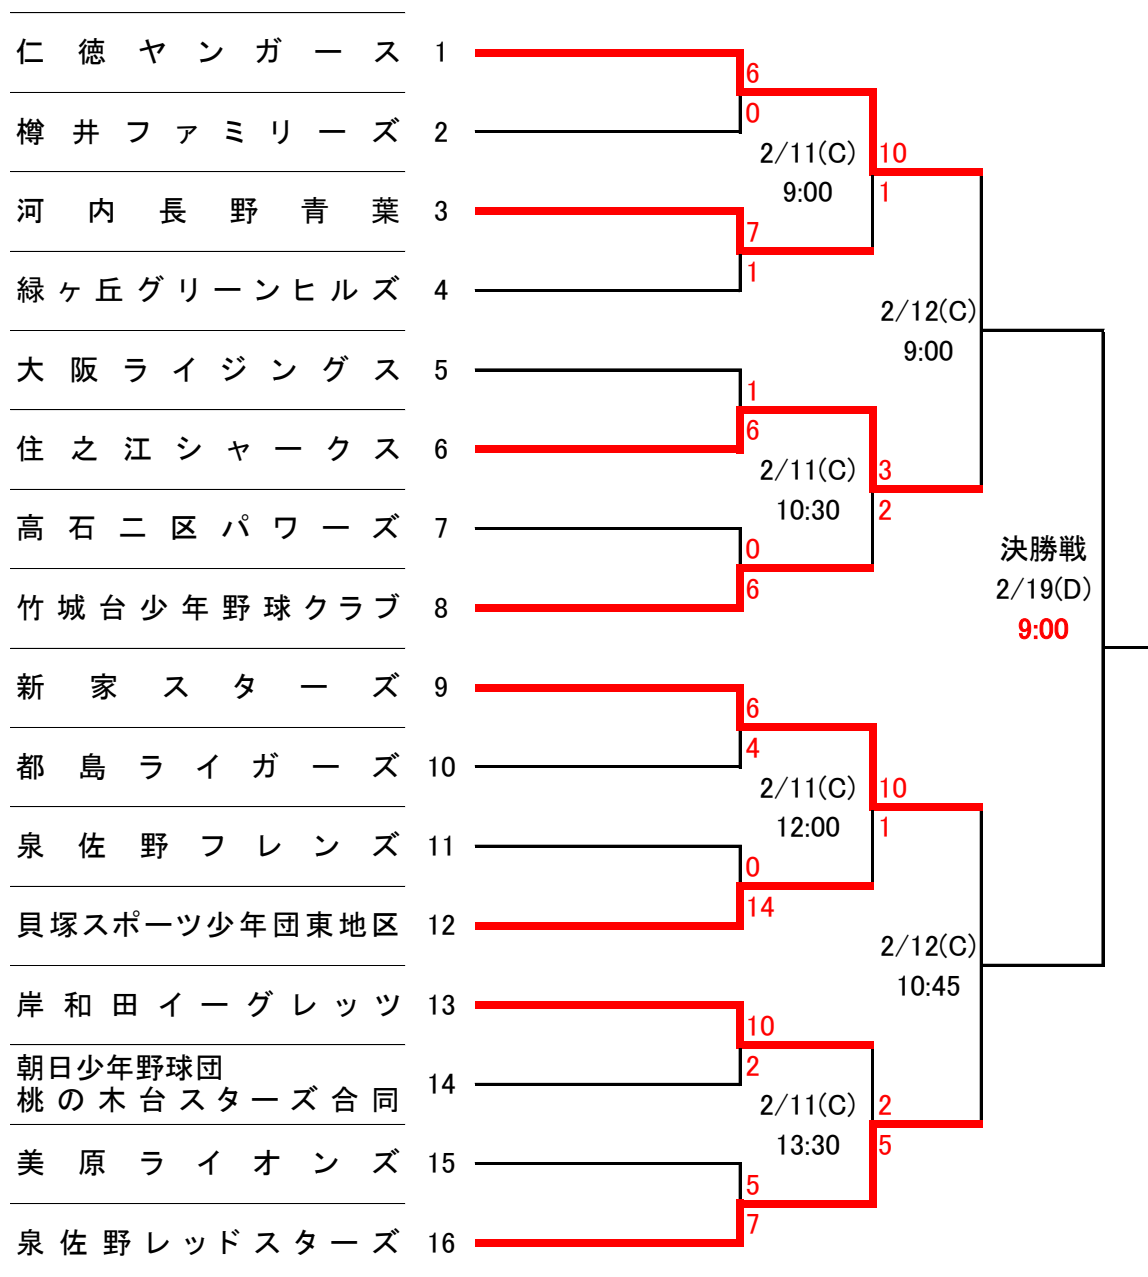 仁徳ヤンガース 1
6
0
樽井ファミリーズ 2
2/11(C)
9:00
10
1
河内長野青葉 3
7
1
緑ヶ丘グリーンヒルズ 4
2/12(C)
9:00
大阪ライジングス 5
1
6
住之江シャークス 6
2/11(C)
10:30
3
2
高石二区パワーズ 7
0
6
竹城台少年野球クラブ 8
決勝戦
2/19(D)
9:00
新家スターズ 9
6
4
都島ライガーズ 10
2/11(C)
12:00
10
1
泉佐野フレンズ 11
0
14
貝塚スポーツ少年団東地区 12
2/12(C)
10:45
岸和田イーグレッツ 13
10
2
朝日少年野球団
桃の木台スターズ合同 14
2/11(C)
13:30
2
5
美原ライオンズ 15
5
7
泉佐野レッドスターズ 16